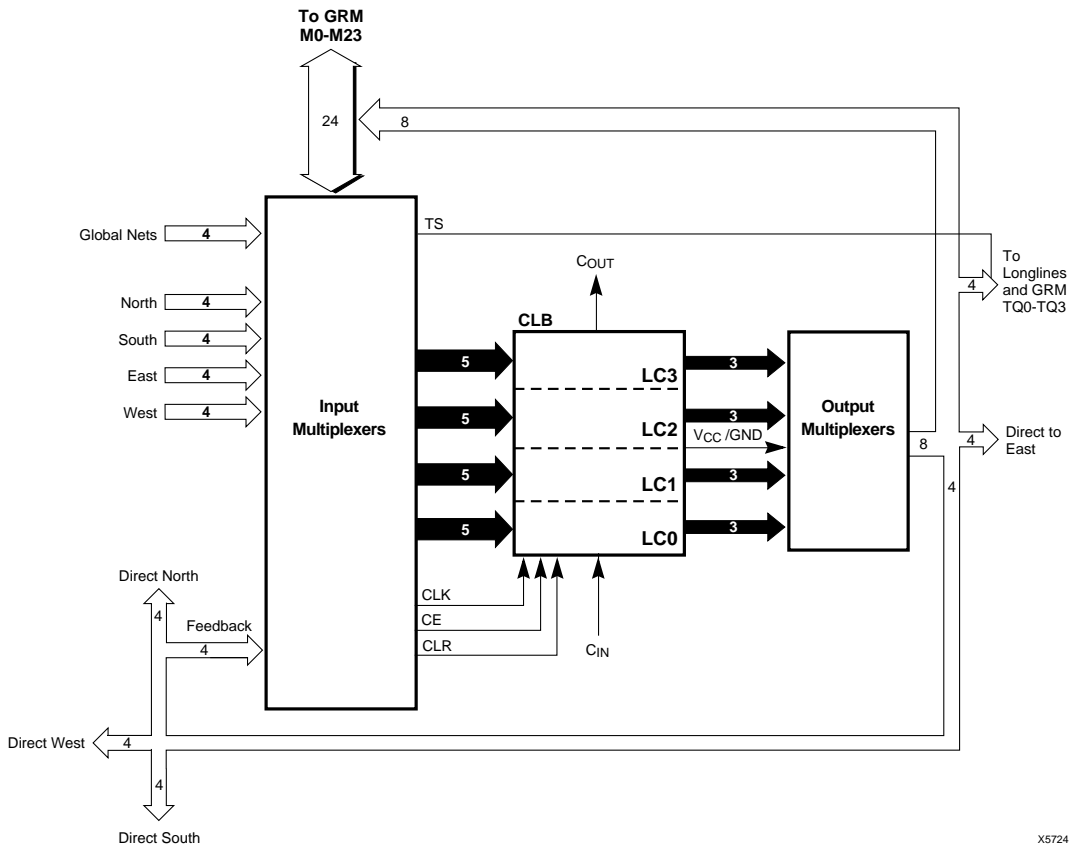 To GRM
M0-M23
24
8
Global Nets
4
TS
North
4
South
4
East
4
West
4
Input
Multiplexers
COUT
CLB
5
5
5
5
LC3
LC2
LC1
LC0
3
3
VCC /GND
3
3
Output
Multiplexers
8
4
To
Longlines
and GRM
TQ0-TQ3
4
Direct to
East
4
CLK
CE
CLR
CIN
Direct North
4
Feedback
4
Direct West
4
4
Direct South
X5724